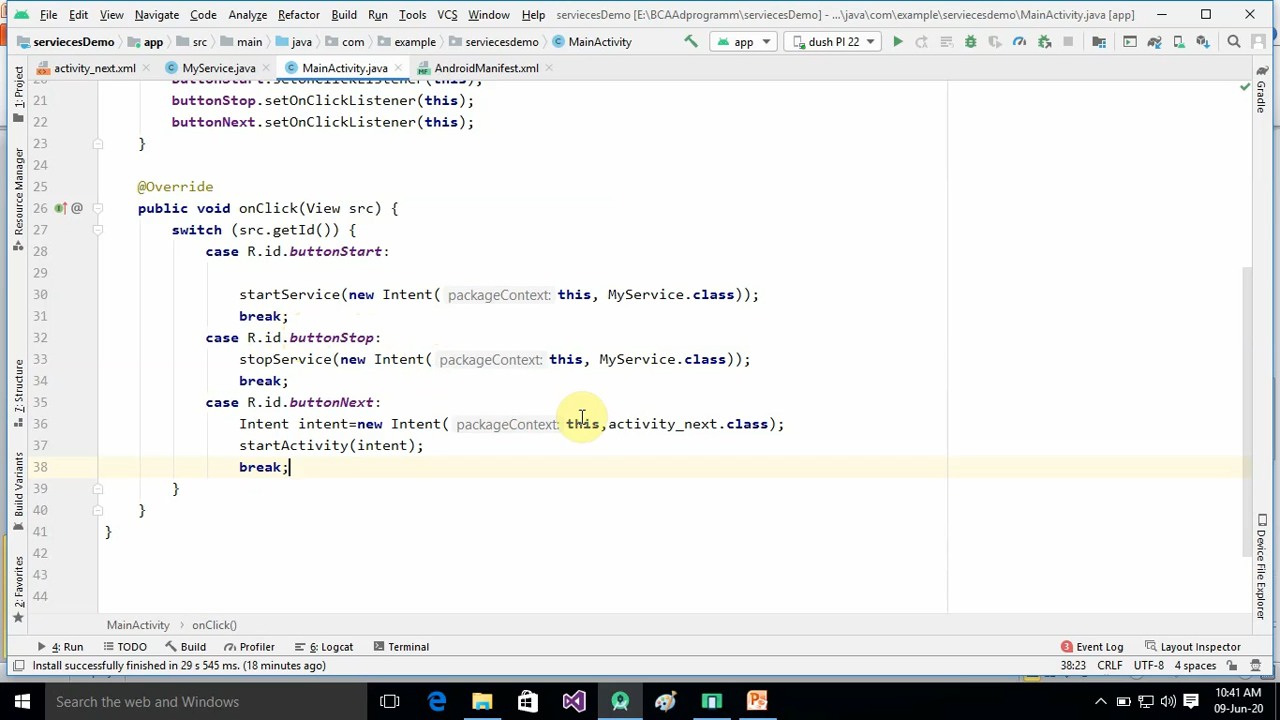 File Edit View Navigate Code Analyze Refactor Build Run Tools VCS Window Help serviecesDemo [E:\BCAAdprogramm\serviecesDemo] - ...\java\com\example\serviecesdemo\MainActivity.java [app]
serviecesDemo app src main java com example serviecesdemo MainActivity app dush PI 22
activity_next.xml MyService.java MainActivity.java AndroidManifest.xml
21 buttonStop.setOnClickListener(this);
22 buttonNext.setOnClickListener(this);
23 }
24
25 @Override
26 public void onClick(View src) {
27 switch (src.getId()) {
28 case R.id.buttonStart:
29
30 startService(new Intent( packageContext: this, MyService.class));
31 break;
32 case R.id.buttonStop:
33 stopService(new Intent( packageContext: this, MyService.class));
34 break;
35 case R.id.buttonNext:
36 Intent intent=new Intent( packageContext: this,activity_next.class);
37 startActivity(intent);
38 break;
39 }
40 }
41 }
42
43
44
1: Project
Resource Manager
7: Structure
Build Variants
2: Favorites
Gradle
Device File Explorer
MainActivity onClick()
4: Run TODO Build Profiler 6: Logcat Terminal 3 Event Log Layout Inspector
Install successfully finished in 29 s 545 ms. (18 minutes ago) 38:23 CRLF UTF-8 4 spaces
Search the web and Windows
10:41 AM
09-Jun-20